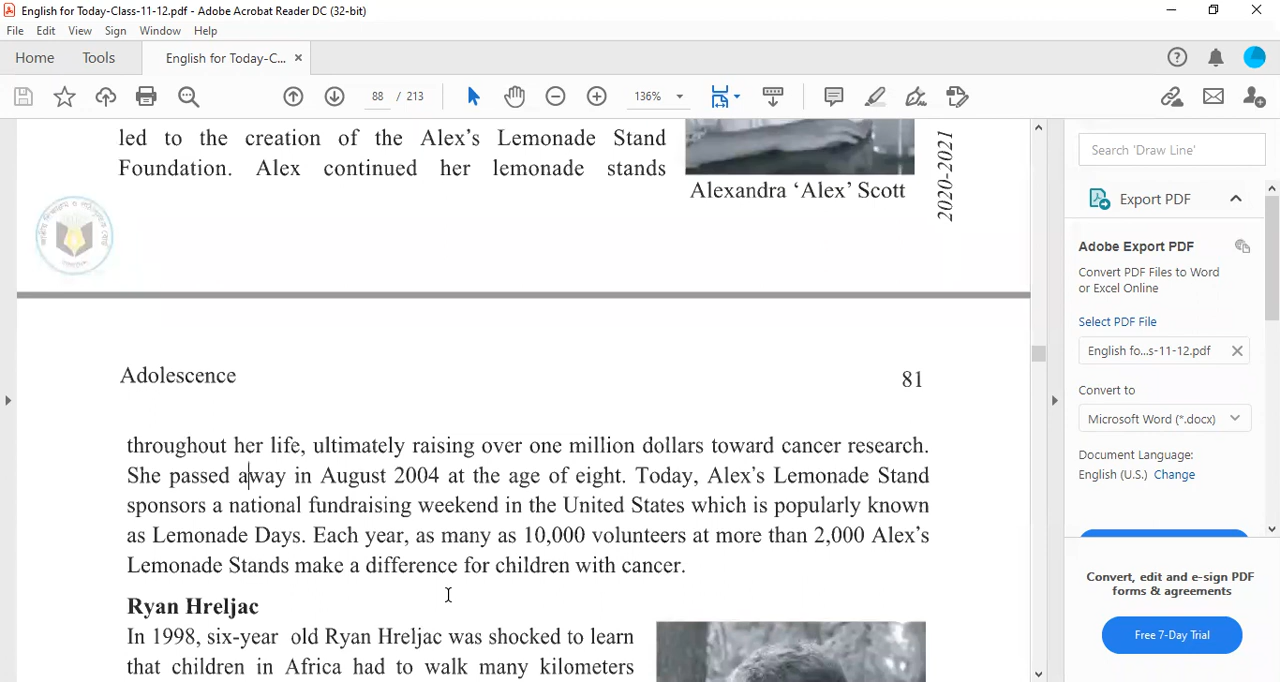 English for Today-Class-11-12.pdf - Adobe Acrobat Reader DC (32-bit)
File Edit View Sign Window Help
Home Tools English for Today-C... ×
88 / 213 136%
led to the creation of the Alex's Lemonade Stand
Foundation. Alex continued her lemonade stands
Alexandra 'Alex' Scott
2020-2021
Adolescence 81
throughout her life, ultimately raising over one million dollars toward cancer research.
She passed away in August 2004 at the age of eight. Today, Alex's Lemonade Stand
sponsors a national fundraising weekend in the United States which is popularly known
as Lemonade Days. Each year, as many as 10,000 volunteers at more than 2,000 Alex's
Lemonade Stands make a difference for children with cancer.
Ryan Hreljac
In 1998, six-year old Ryan Hreljac was shocked to learn
that children in Africa had to walk many kilometers
Search 'Draw Line'
Export PDF
Adobe Export PDF
Convert PDF Files to Word
or Excel Online
Select PDF File
English fo...s-11-12.pdf
Convert to
Microsoft Word (*.docx)
Document Language:
English (U.S.) Change
Convert, edit and e-sign PDF
forms & agreements
Free 7-Day Trial